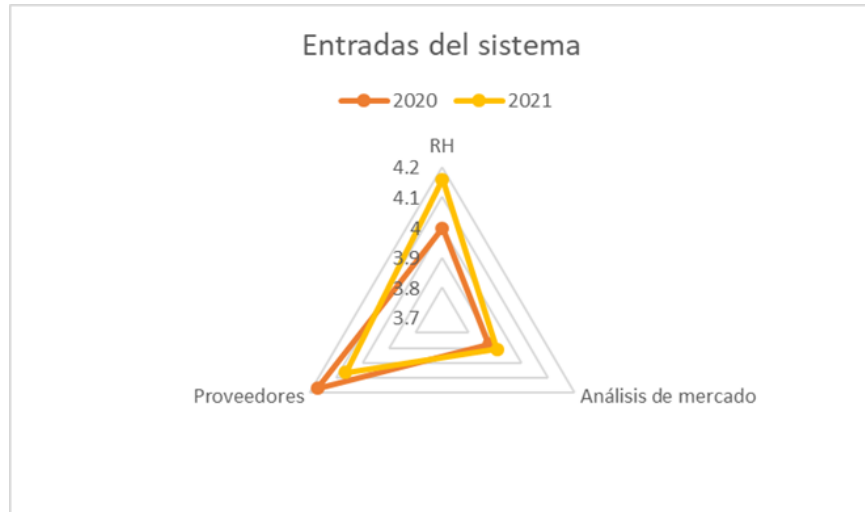 Entradas del sistema
2020 2021
RH
4.2
4.1
4
3.9
3.8
3.7
Proveedores Análisis de mercado